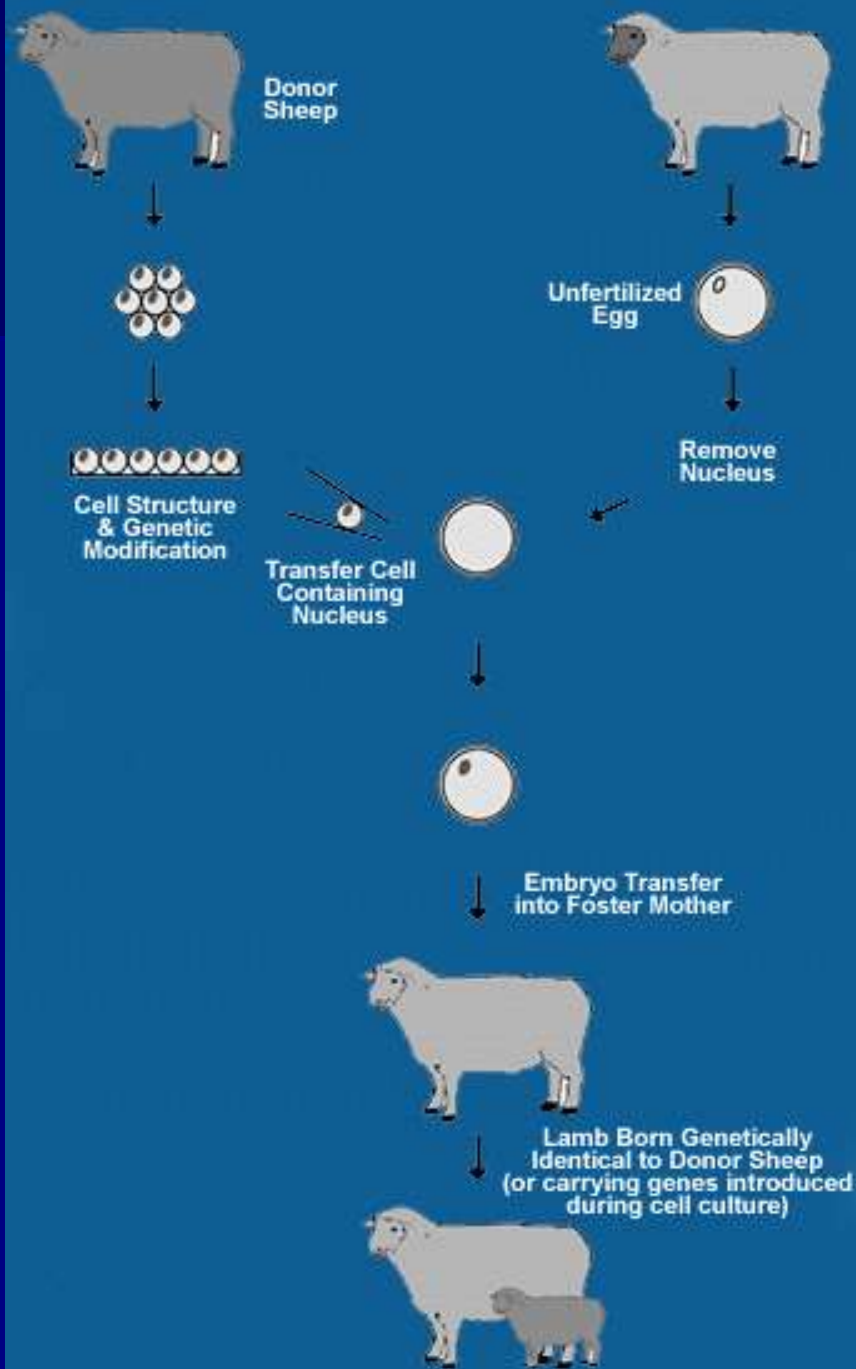 Donor
Sheep
Unfertilized
Egg
Remove
Nucleus
Cell Structure
& Genetic
Modification
Transfer Cell
Containing
Nucleus
Embryo Transfer
into Foster Mother
Lamb Born Genetically
Identical to Donor Sheep
(or carrying genes introduced
during cell culture)